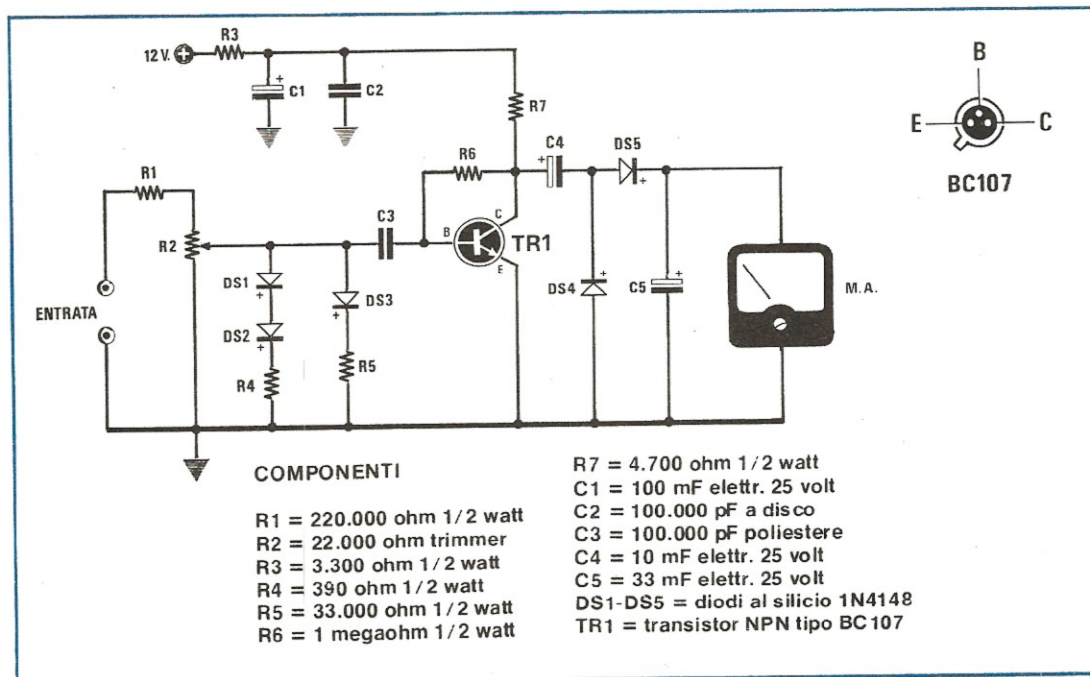 12 V.
R3
C1
C2
R7
R6
C4
DS5
R1
R2
C3
B
C
E
TR1
DS1
DS2
DS3
R4
R5
DS4
C5
M.A.
ENTRATA
+
+
+
+
+
+
+
+
+
B
E
C
BC107
COMPONENTI
R1 = 220.000 ohm 1/2 watt
R2 = 22.000 ohm trimmer
R3 = 3.300 ohm 1/2 watt
R4 = 390 ohm 1/2 watt
R5 = 33.000 ohm 1/2 watt
R6 = 1 megaohm 1/2 watt
R7 = 4.700 ohm 1/2 watt
C1 = 100 mF elettr. 25 volt
C2 = 100.000 pF a disco
C3 = 100.000 pF poliestere
C4 = 10 mF elettr. 25 volt
C5 = 33 mF elettr. 25 volt
DS1-DS5 = diodi al silicio 1N4148
TR1 = transistor NPN tipo BC107